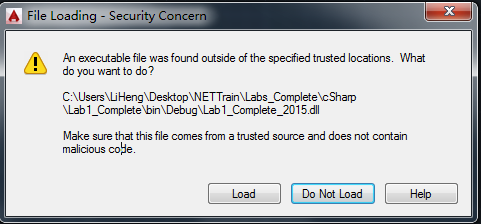 File Loading - Security Concern
An executable file was found outside of the specified trusted locations. What
do you want to do?
C:\Users\LiHeng\Desktop\NETTrain\Labs_Complete\cSharp
\Lab1_Complete\bin\Debug\Lab1_Complete_2015.dll
Make sure that this file comes from a trusted source and does not contain
malicious code.
Load
Do Not Load
Help